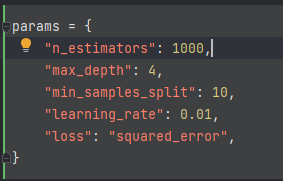 params = {
    "n_estimators": 1000,
    "max_depth": 4,
    "min_samples_split": 10,
    "learning_rate": 0.01,
    "loss": "squared_error",
}